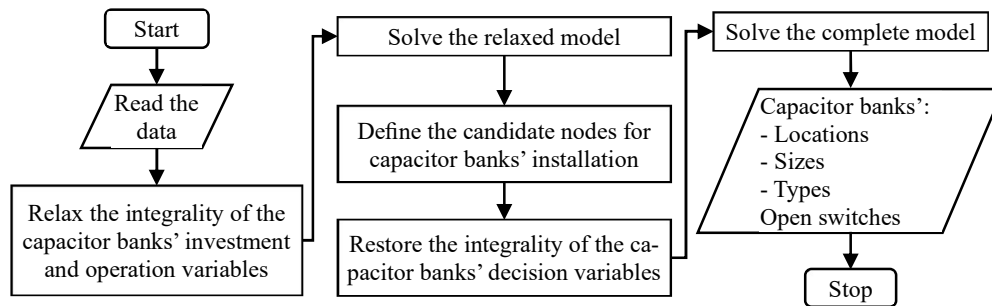 Start
Read the
data
Relax the integrality of the
capacitor banks’ investment
and operation variables
Solve the relaxed model
Define the candidate nodes for
capacitor banks’ installation
Restore the integrality of the ca-
pacitor banks’ decision variables
Solve the complete model
Capacitor banks’:
- Locations
- Sizes
- Types
Open switches
Stop